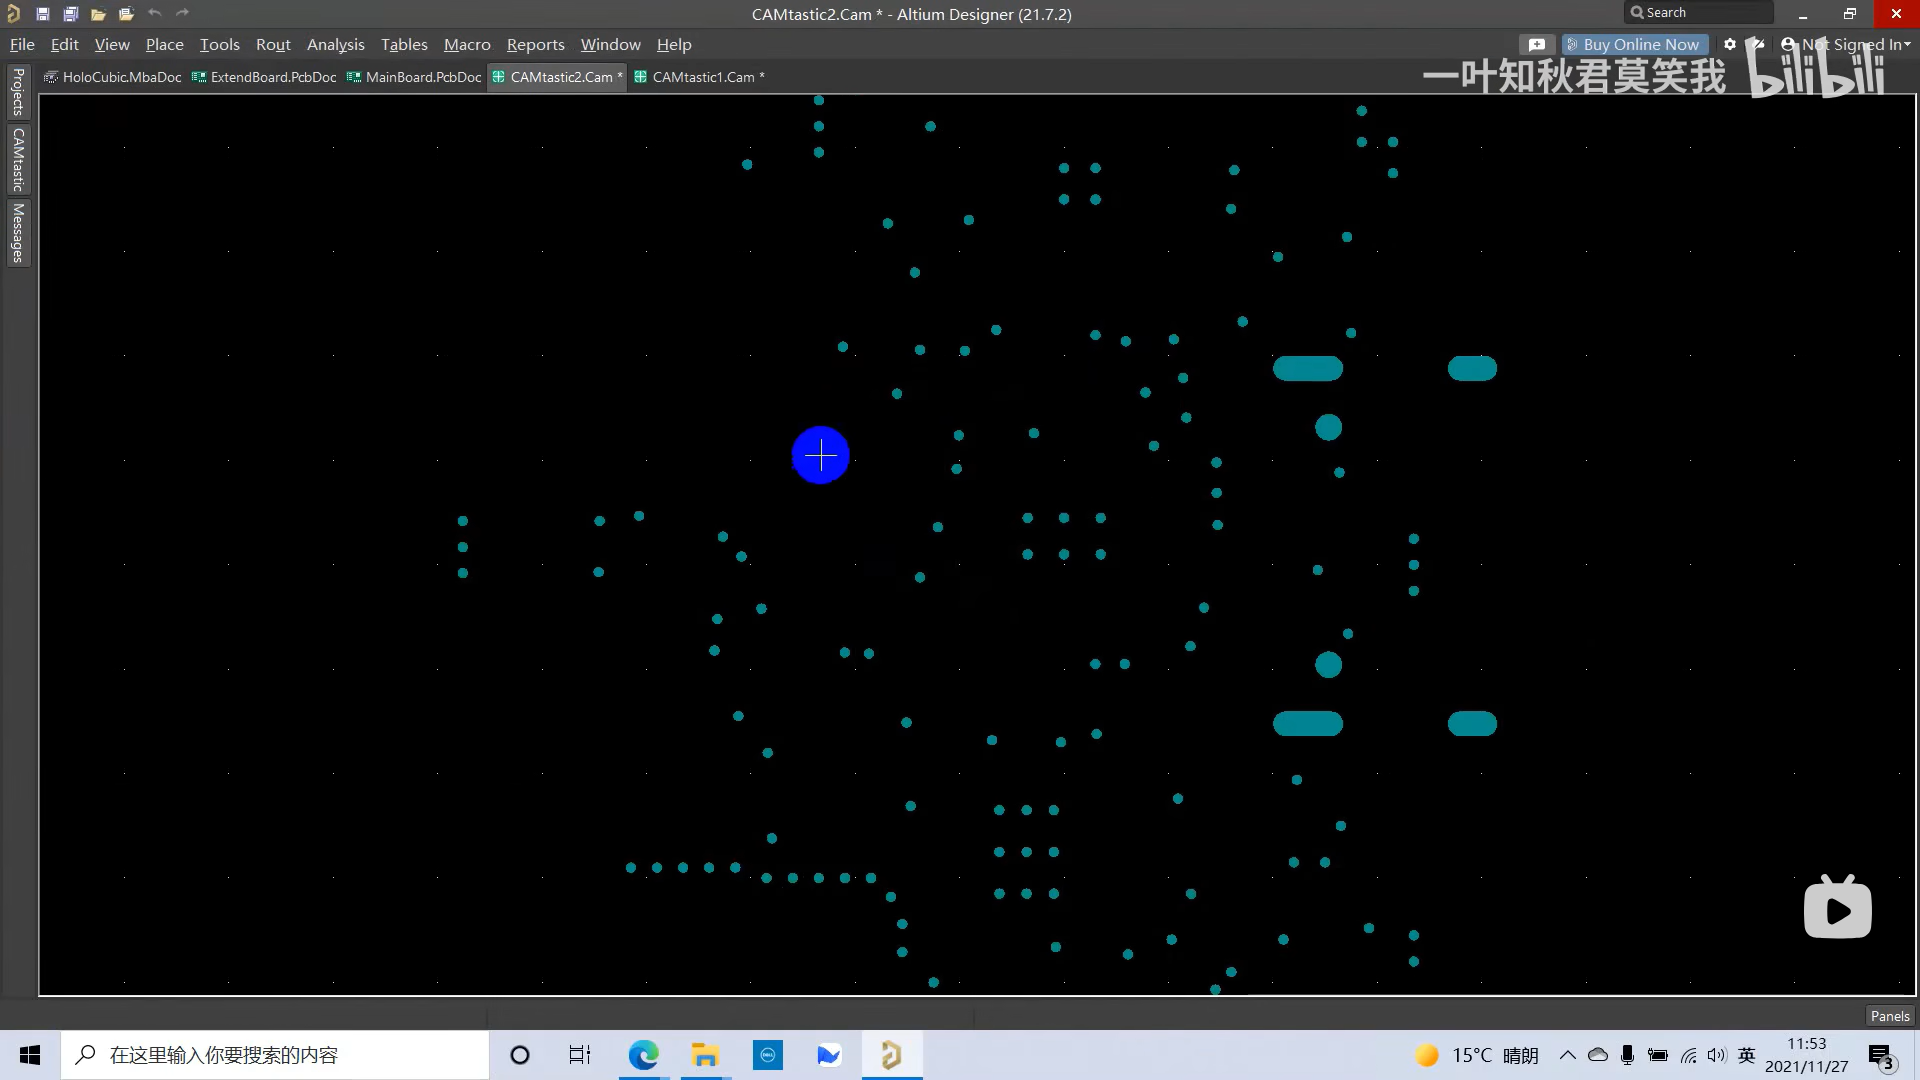 CAMtastic2.Cam * - Altium Designer (21.7.2)
Search
File Edit View Place Tools Rout Analysis Tables Macro Reports Window Help
Buy Online Now
Not Signed In
HoloCubic.MbaDoc
ExtendBoard.PcbDoc
MainBoard.PcbDoc
CAMtastic2.Cam *
CAMtastic1.Cam *
一叶知秋君莫笑我
bilibili
Projects
CAMtastic
Messages
Panels
在这里输入你要搜索的内容
DELL
15°C 晴朗
英
11:53
2021/11/27
3